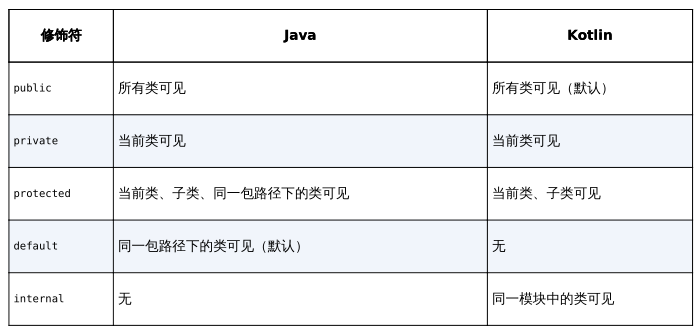 修饰符 Java Kotlin
public 所有类可见 所有类可见（默认）
private 当前类可见 当前类可见
protected 当前类、子类、同一包路径下的类可见 当前类、子类可见
default 同一包路径下的类可见（默认） 无
internal 无 同一模块中的类可见